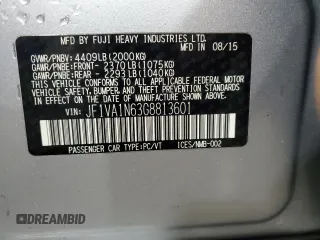 MFD BY FUJI HEAVY INDUSTRIES LTD. 08/15
GVWR/PNBV: 4409LB(2000KG)
GAWR/PNBE:FRONT- 2370LB(1075KG)
GAWR/PNBE:REAR - 2293LB(1040KG)
THIS VEHICLE CONFORMS TO ALL APPLICABLE
FEDERAL MOTOR VEHICLE SAFETY, BUMPER, AND
THEFT PREVENTION STANDARDS IN EFFECT ON
THE DATE OF MANUFACTURE SHOWN ABOVE.
VIN: JF1VA1N63G8813601
PASSENGER CAR/TYPE:PC/VT ICES/NMB-002
DREAMBID